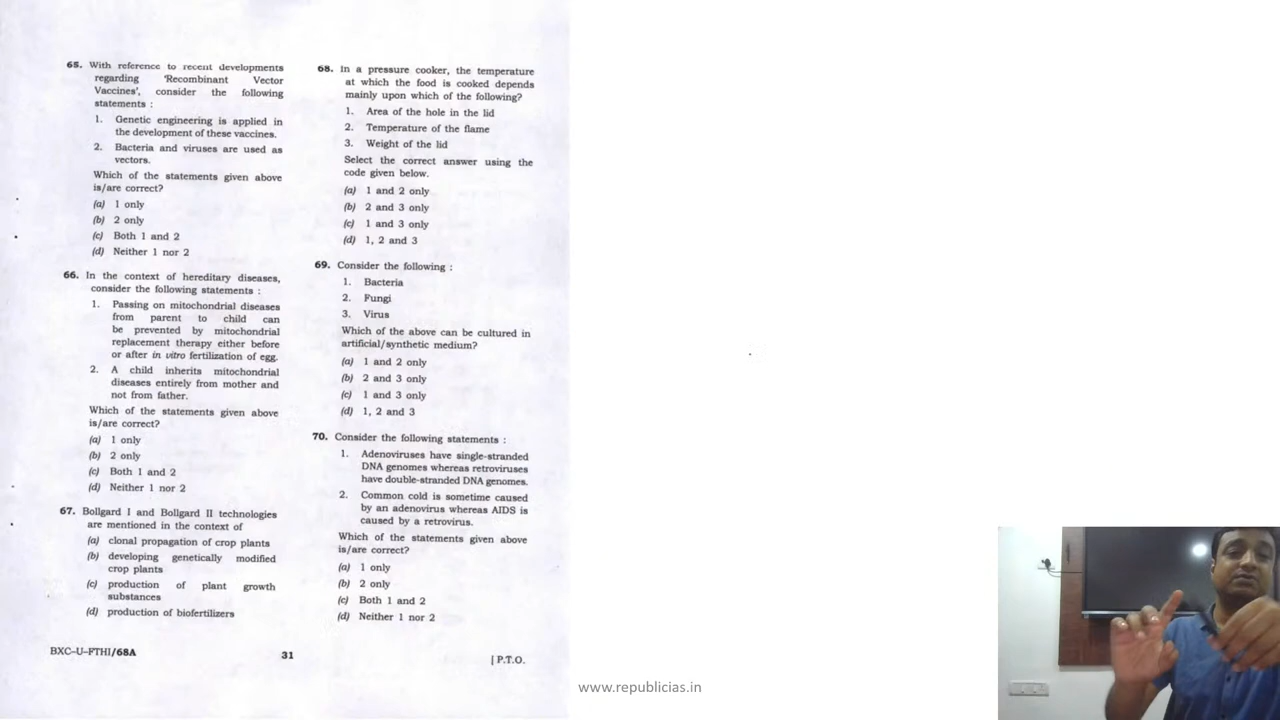 65. With reference to recent developments
regarding 'Recombinant Vector
Vaccines', consider the following
statements :
1. Genetic engineering is applied in
the development of these vaccines.
2. Bacteria and viruses are used as
vectors.
Which of the statements given above
is/are correct?
(a) 1 only
(b) 2 only
(c) Both 1 and 2
(d) Neither 1 nor 2
66. In the context of hereditary diseases,
consider the following statements :
1. Passing on mitochondrial diseases
from parent to child can
be prevented by mitochondrial
replacement therapy either before
or after in vitro fertilization of egg.
2. A child inherits mitochondrial
diseases entirely from mother and
not from father.
Which of the statements given above
is/are correct?
(a) 1 only
(b) 2 only
(c) Both 1 and 2
(d) Neither 1 nor 2
67. Bollgard I and Bollgard II technologies
are mentioned in the context of
(a) clonal propagation of crop plants
(b) developing genetically modified
crop plants
(c) production of plant growth
substances
(d) production of biofertilizers
68. In a pressure cooker, the temperature
at which the food is cooked depends
mainly upon which of the following?
1. Area of the hole in the lid
2. Temperature of the flame
3. Weight of the lid
Select the correct answer using the
code given below.
(a) 1 and 2 only
(b) 2 and 3 only
(c) 1 and 3 only
(d) 1, 2 and 3
69. Consider the following :
1. Bacteria
2. Fungi
3. Virus
Which of the above can be cultured in
artificial/synthetic medium?
(a) 1 and 2 only
(b) 2 and 3 only
(c) 1 and 3 only
(d) 1, 2 and 3
70. Consider the following statements :
1. Adenoviruses have single-stranded
DNA genomes whereas retroviruses
have double-stranded DNA genomes.
2. Common cold is sometime caused
by an adenovirus whereas AIDS is
caused by a retrovirus.
Which of the statements given above
is/are correct?
(a) 1 only
(b) 2 only
(c) Both 1 and 2
(d) Neither 1 nor 2
BXC-U-FTHI/68A
31
[ P.T.O.
www.republicias.in